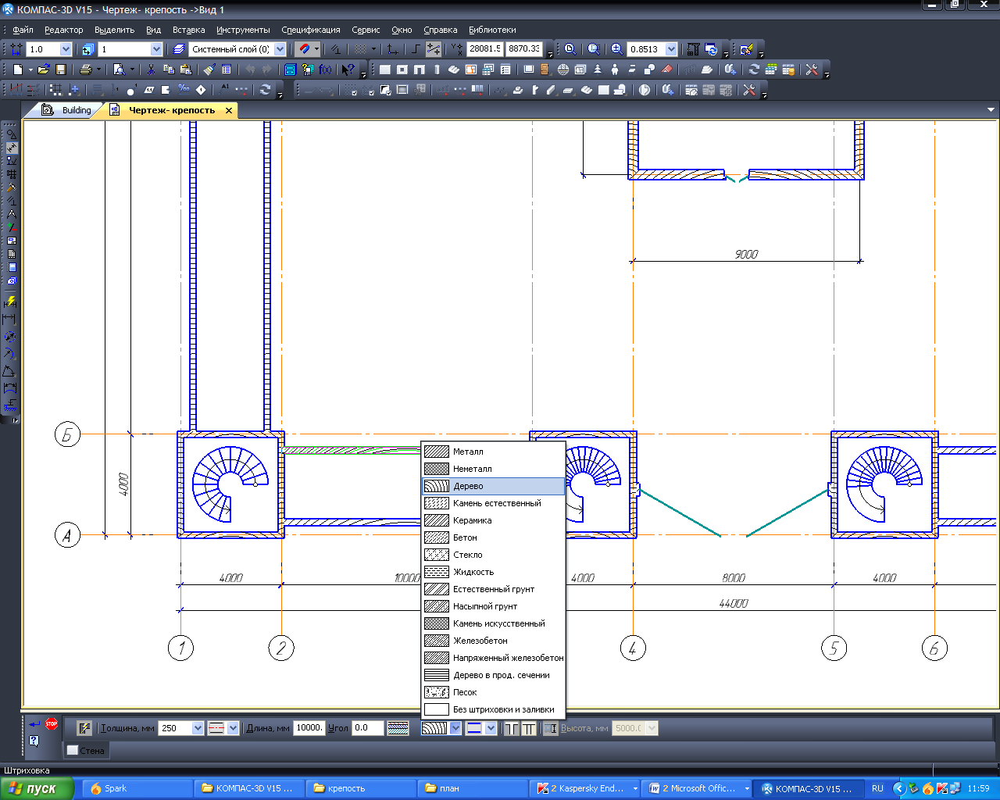 КОМПАС-3D V15 - Чертеж- крепость ->Вид 1
Файл Редактор Выделить Вид Вставка Инструменты Спецификация Сервис Окно Справка Библиотеки
1.0 1 Системный слой (0) 28081.5 8870.33 0.8513
Building Чертеж- крепость
9000
Б
4000
А
Металл
Неметалл
Дерево
Камень естественный
Керамика
Бетон
Стекло
Жидкость
Естественный грунт
Насыпной грунт
Камень искусственный
Железобетон
Напряженный железобетон
Дерево в прод. сечении
Песок
Без штриховки и заливки
4000 10000 4000 8000 4000
44000
1 2 4 5 6
Толщина, мм 250 Длина, мм 10000. Угол 0.0 Высота, мм 5000.0
Стена
Штриховка
пуск Spark КОМПАС-3D V15 ... крепость план 2 Kaspersky End... 2 Microsoft Offic... КОМПАС-3D V15 ... RU 11:59